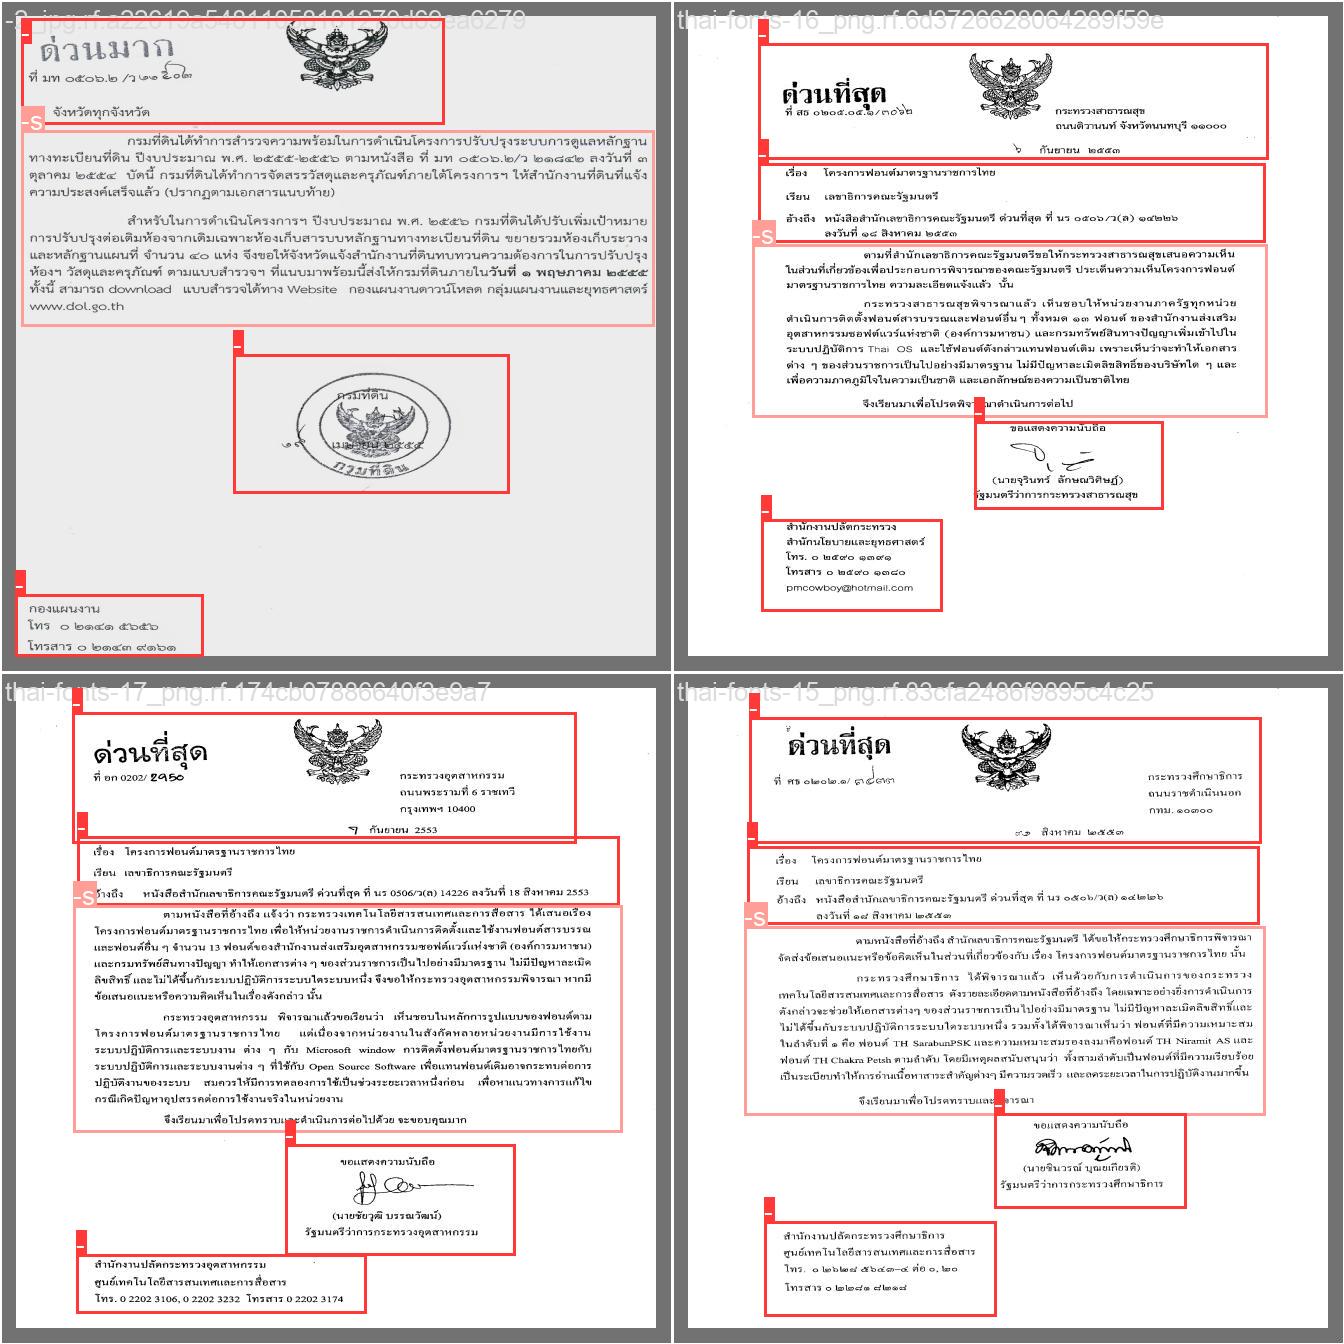 ด่วนมาก
ที่ มท ๐๕๐๖.๒ /ว
จังหวัดทุกจังหวัด
-s
กรมที่ดินได้ทำการสำรวจความพร้อมในการดำเนินโครงการปรับปรุงระบบการดูแลหลักฐาน
ทางทะเบียนที่ดิน ปีงบประมาณ พ.ศ. ๒๕๕๕-๒๕๕๖ ตามหนังสือ ที่ มท ๐๕๐๖.๒/ว ๒๑๘๔๒ ลงวันที่ ๓
ตุลาคม ๒๕๕๔ บัดนี้ กรมที่ดินได้ทำการจัดสรรวัสดุและครุภัณฑ์ภายใต้โครงการฯ ให้สำนักงานที่ดินที่แจ้ง
ความประสงค์เสร็จแล้ว (ปรากฏตามเอกสารแนบท้าย)
สำหรับในการดำเนินโครงการฯ ปีงบประมาณ พ.ศ. ๒๕๕๖ กรมที่ดินได้ปรับเพิ่มเป้าหมาย
การปรับปรุงต่อเติมห้องจากเดิมเฉพาะห้องเก็บสารบบหลักฐานทางทะเบียนที่ดิน ขยายรวมห้องเก็บระวาง
และหลักฐานแผนที่ จำนวน ๔๐ แห่ง จึงขอให้จังหวัดแจ้งสำนักงานที่ดินทบทวนความต้องการในการปรับปรุง
ห้องฯ วัสดุและครุภัณฑ์ ตามแบบสำรวจฯ ที่แนบมาพร้อมนี้ส่งให้กรมที่ดินภายในวันที่ ๑ พฤษภาคม ๒๕๕๕
ทั้งนี้ สามารถ download แบบสำรวจได้ทาง Website กองแผนงานดาวน์โหลด กลุ่มแผนงานและยุทธศาสตร์
www.dol.go.th
กรมที่ดิน
เมษายน ๒๕๕๕
กรมที่ดิน
กองแผนงาน
โทร ๐ ๒๑๔๑ ๕๖๕๖
โทรสาร ๐ ๒๑๔๓ ๙๑๖๑
thai-fonts-16_png.rf.6d3726628064289f59e
ด่วนที่สุด
ที่ สธ ๐๒๐๕.๐๕.๑/๓๐๖๒
กระทรวงสาธารณสุข
ถนนติวานนท์ จังหวัดนนทบุรี ๑๑๐๐๐
๖ กันยายน ๒๕๕๓
เรื่อง โครงการฟอนต์มาตรฐานราชการไทย
เรียน เลขาธิการคณะรัฐมนตรี
อ้างถึง หนังสือสำนักเลขาธิการคณะรัฐมนตรี ด่วนที่สุด ที่ นร ๐๕๐๖/ว(ล) ๑๔๒๒๖
ลงวันที่ ๑๘ สิงหาคม ๒๕๕๓
-s
ตามที่สำนักเลขาธิการคณะรัฐมนตรีขอให้กระทรวงสาธารณสุขเสนอความเห็น
ในส่วนที่เกี่ยวข้องเพื่อประกอบการพิจารณาของคณะรัฐมนตรี ประเด็นความเห็นโครงการฟอนต์
มาตรฐานราชการไทย ความละเอียดแจ้งแล้ว นั้น
กระทรวงสาธารณสุขพิจารณาแล้ว เห็นชอบให้หน่วยงานภาครัฐทุกหน่วย
ดำเนินการติดตั้งฟอนต์สารบรรณและฟอนต์อื่น ๆ ทั้งหมด ๑๓ ฟอนต์ ของสำนักงานส่งเสริม
อุตสาหกรรมซอฟต์แวร์แห่งชาติ (องค์การมหาชน) และกรมทรัพย์สินทางปัญญาเพิ่มเข้าไปใน
ระบบปฏิบัติการ Thai OS และใช้ฟอนต์ดังกล่าวแทนฟอนต์เดิม เพราะเห็นว่าจะทำให้เอกสาร
ต่าง ๆ ของส่วนราชการเป็นไปอย่างมีมาตรฐาน ไม่มีปัญหาละเมิดลิขสิทธิ์ของบริษัทใด ๆ และ
เพื่อความภาคภูมิใจในความเป็นชาติ และเอกลักษณ์ของความเป็นชาติไทย
จึงเรียนมาเพื่อโปรดพิจารณาดำเนินการต่อไป
ขอแสดงความนับถือ
(นายจุรินทร์ ลักษณวิศิษฏ์)
รัฐมนตรีว่าการกระทรวงสาธารณสุข
สำนักงานปลัดกระทรวง
สำนักนโยบายและยุทธศาสตร์
โทร. ๐ ๒๕๙๐ ๑๓๙๑
โทรสาร ๐ ๒๕๙๐ ๑๓๘๐
pmcowboy@hotmail.com
thai-fonts-17_png.rf.174cb07886640f3e9a7
ด่วนที่สุด
ที่ อก 0202/ 2950
กระทรวงอุตสาหกรรม
ถนนพระรามที่ 6 ราชเทวี
กรุงเทพฯ 10400
กันยายน 2553
เรื่อง โครงการฟอนต์มาตรฐานราชการไทย
เรียน เลขาธิการคณะรัฐมนตรี
อ้างถึง หนังสือสำนักเลขาธิการคณะรัฐมนตรี ด่วนที่สุด ที่ นร 0506/ว(ล) 14226 ลงวันที่ 18 สิงหาคม 2553
-s
ตามหนังสือที่อ้างถึง แจ้งว่า กระทรวงเทคโนโลยีสารสนเทศและการสื่อสาร ได้เสนอเรื่อง
โครงการฟอนต์มาตรฐานราชการไทย เพื่อให้หน่วยงานราชการดำเนินการติดตั้งและใช้งานฟอนต์สารบรรณ
และฟอนต์อื่น ๆ จำนวน 13 ฟอนต์ของสำนักงานส่งเสริมอุตสาหกรรมซอฟต์แวร์แห่งชาติ (องค์การมหาชน)
และกรมทรัพย์สินทางปัญญา ทำให้เอกสารต่าง ๆ ของส่วนราชการเป็นไปอย่างมีมาตรฐาน ไม่มีปัญหาละเมิด
ลิขสิทธิ์ และไม่ได้ขึ้นกับระบบปฏิบัติการระบบใดระบบหนึ่ง จึงขอให้กระทรวงอุตสาหกรรมพิจารณา หากมี
ข้อเสนอแนะหรือความคิดเห็นในเรื่องดังกล่าว นั้น
กระทรวงอุตสาหกรรม พิจารณาแล้วขอเรียนว่า เห็นชอบในหลักการรูปแบบของฟอนต์ตาม
โครงการฟอนต์มาตรฐานราชการไทย แต่เนื่องจากหน่วยงานในสังกัดหลายหน่วยงานมีการใช้งาน
ระบบปฏิบัติการและระบบงาน ต่าง ๆ กับ Microsoft window การติดตั้งฟอนต์มาตรฐานราชการไทยกับ
ระบบปฏิบัติการและระบบงานต่าง ๆ ที่ใช้กับ Open Source Software เพื่อแทนฟอนต์เดิมอาจกระทบต่อการ
ปฏิบัติงานของระบบ สมควรให้มีการทดลองการใช้เป็นช่วงระยะเวลาหนึ่งก่อน เพื่อหาแนวทางการแก้ไข
กรณีเกิดปัญหาอุปสรรคต่อการใช้งานจริงในหน่วยงาน
จึงเรียนมาเพื่อโปรดทราบและดำเนินการต่อไปด้วย จะขอบคุณมาก
ขอแสดงความนับถือ
(นายชัยวุฒิ บรรณวัฒน์)
รัฐมนตรีว่าการกระทรวงอุตสาหกรรม
สำนักงานปลัดกระทรวงอุตสาหกรรม
ศูนย์เทคโนโลยีสารสนเทศและการสื่อสาร
โทร. 0 2202 3106, 0 2202 3232 โทรสาร 0 2202 3174
thai-fonts-15_png.rf.83cfa2486f9895c4c25
ด่วนที่สุด
ที่ ศธ ๐๒๐๒.๑/
กระทรวงศึกษาธิการ
ถนนราชดำเนินนอก
กทม. ๑๐๓๐๐
สิงหาคม ๒๕๕๓
เรื่อง โครงการฟอนต์มาตรฐานราชการไทย
เรียน เลขาธิการคณะรัฐมนตรี
อ้างถึง หนังสือสำนักเลขาธิการคณะรัฐมนตรี ด่วนที่สุด ที่ นร ๐๕๐๖/ว(ล) ๑๔๒๒๖
ลงวันที่ ๑๘ สิงหาคม ๒๕๕๓
-s
ตามหนังสือที่อ้างถึง สำนักเลขาธิการคณะรัฐมนตรี ได้ขอให้กระทรวงศึกษาธิการพิจารณา
จัดส่งข้อเสนอแนะหรือข้อคิดเห็นในส่วนที่เกี่ยวข้องกับ เรื่อง โครงการฟอนต์มาตรฐานราชการไทย นั้น
กระทรวงศึกษาธิการ ได้พิจารณาแล้ว เห็นด้วยกับการดำเนินการของกระทรวง
เทคโนโลยีสารสนเทศและการสื่อสาร ดังรายละเอียดตามหนังสือที่อ้างถึง โดยเฉพาะอย่างยิ่งการดำเนินการ
ดังกล่าวจะช่วยให้เอกสารต่างๆ ของส่วนราชการเป็นไปอย่างมีมาตรฐาน ไม่มีปัญหาละเมิดลิขสิทธิ์และ
ไม่ได้ขึ้นกับระบบปฏิบัติการระบบใดระบบหนึ่ง รวมทั้งได้พิจารณาเห็นว่า ฟอนต์ที่มีความเหมาะสม
ในลำดับที่ ๑ คือ ฟอนต์ TH SarabunPSK และความเหมาะสมรองลงมาคือฟอนต์ TH Niramit AS และ
ฟอนต์ TH Chakra Petsh ตามลำดับ โดยมีเหตุผลสนับสนุนว่า ทั้งสามลำดับเป็นฟอนต์ที่มีความเรียบร้อย
เป็นระเบียบทำให้การอ่านเนื้อหาสาระสำคัญต่างๆ มีความรวดเร็ว และลดระยะเวลาในการปฏิบัติงานมากขึ้น
จึงเรียนมาเพื่อโปรดทราบและพิจารณา
ขอแสดงความนับถือ
(นายชินวรณ์ บุณยเกียรติ)
รัฐมนตรีว่าการกระทรวงศึกษาธิการ
สำนักงานปลัดกระทรวงศึกษาธิการ
ศูนย์เทคโนโลยีสารสนเทศและการสื่อสาร
โทร. ๐ ๒๖๒๘ ๕๖๔๓-๔ ต่อ ๐, ๒๐
โทรสาร ๐ ๒๒๘๑ ๘๒๑๘